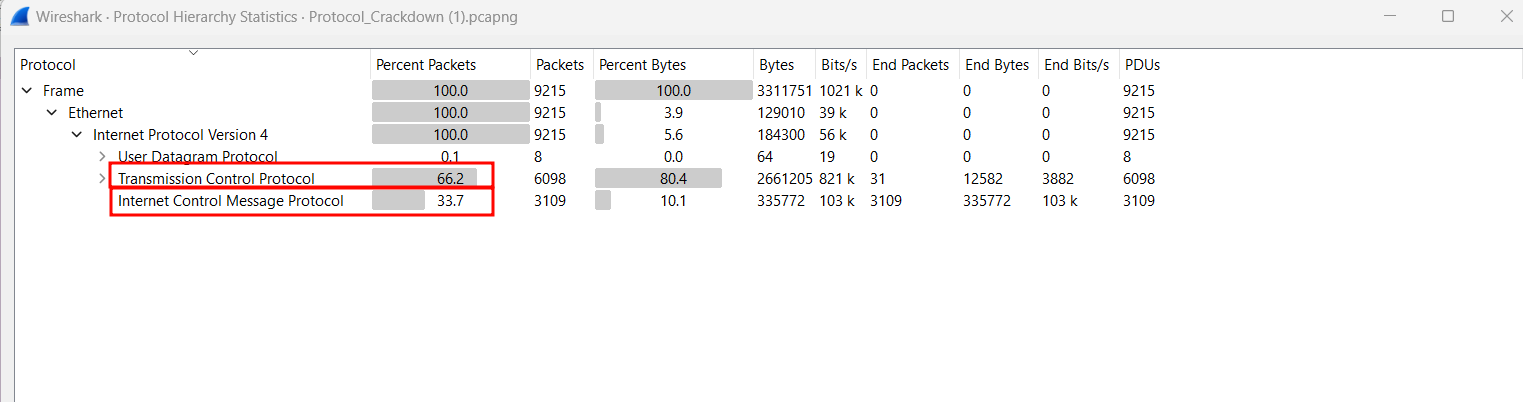 Wireshark · Protocol Hierarchy Statistics · Protocol_Crackdown (1).pcapng
Protocol Percent Packets Packets Percent Bytes Bytes Bits/s End Packets End Bytes End Bits/s PDUs
Frame 100.0 9215 100.0 3311751 1021 k 0 0 0 9215
Ethernet 100.0 9215 3.9 129010 39 k 0 0 0 9215
Internet Protocol Version 4 100.0 9215 5.6 184300 56 k 0 0 0 9215
User Datagram Protocol 0.1 8 0.0 64 19 0 0 0 8
Transmission Control Protocol 66.2 6098 80.4 2661205 821 k 31 12582 3882 6098
Internet Control Message Protocol 33.7 3109 10.1 335772 103 k 3109 335772 103 k 3109